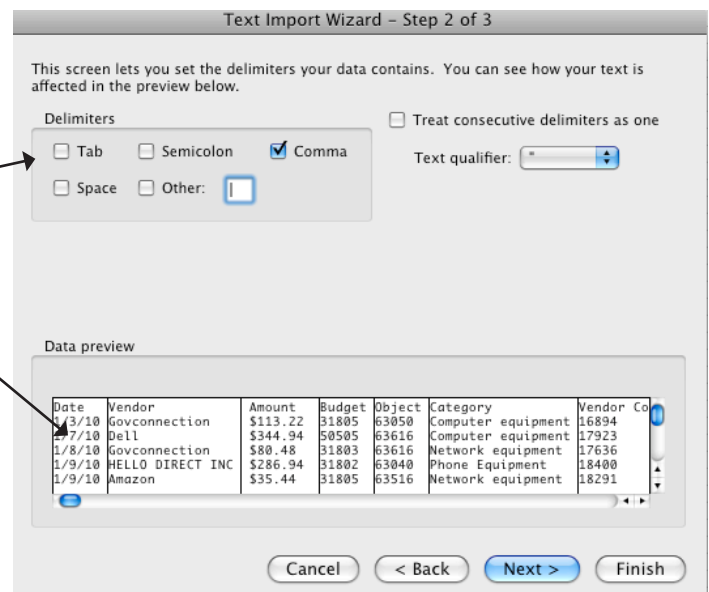 Text Import Wizard – Step 2 of 3
This screen lets you set the delimiters your data contains. You can see how your text is
affected in the preview below.
Delimiters
Treat consecutive delimiters as one
Tab Semicolon Comma
Text qualifier: "
Space Other:
Data preview
Date Vendor Amount Budget Object Category Vendor Co
1/3/10 Govconnection $113.22 31805 63050 Computer equipment 16894
1/7/10 Dell $344.94 50505 63616 Computer equipment 17923
1/8/10 Govconnection $80.48 31803 63616 Network equipment 17636
1/9/10 HELLO DIRECT INC $286.94 31802 63040 Phone Equipment 18400
1/9/10 Amazon $35.44 31805 63516 Network equipment 18291
Cancel < Back Next > Finish